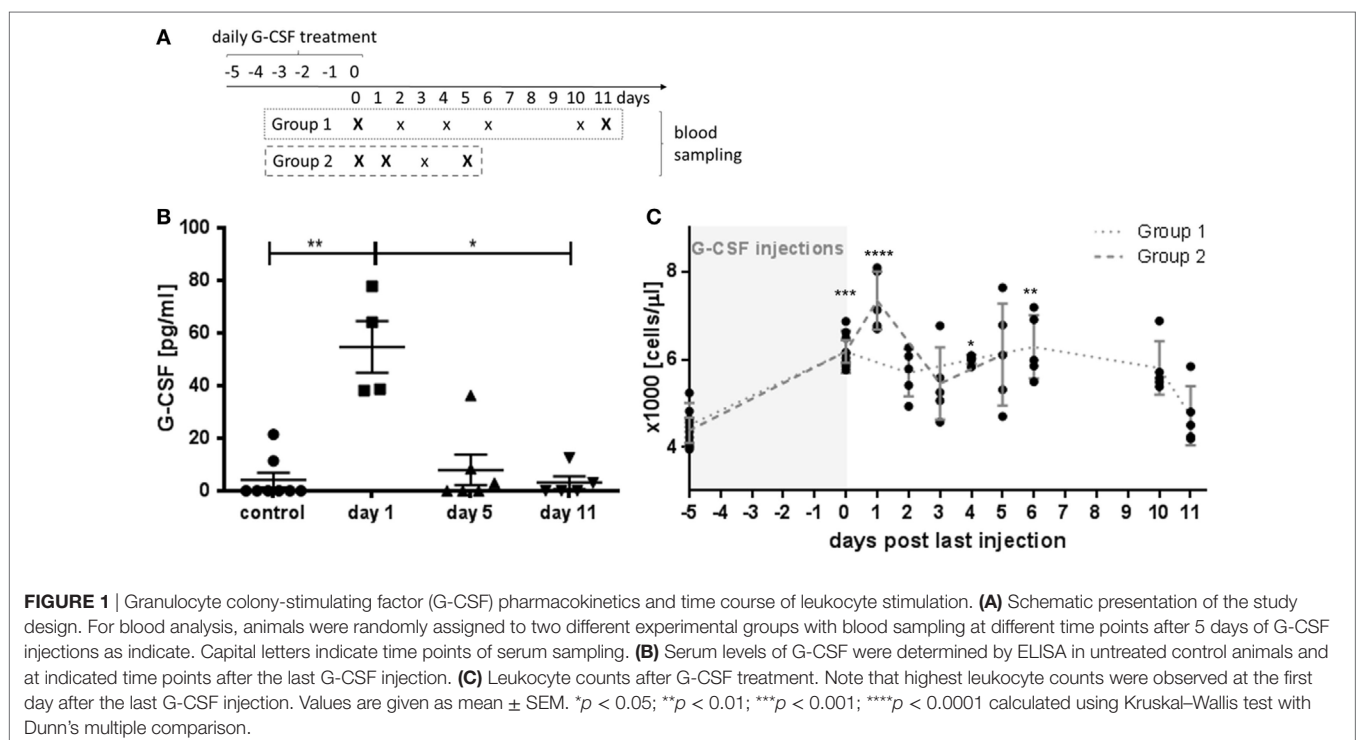 A
daily G-CSF treatment
-5 -4 -3 -2 -1 0
0 1 2 3 4 5 6 7 8 9 10 11 days
Group 1 X x x x x X
Group 2 X X x X
blood
sampling
B
G-CSF [pg/ml]
100
80
60
40
20
0
** *
control day 1 day 5 day 11
C
x1000 [cells/µl]
8
6
4
G-CSF injections
Group 1
Group 2
*** **** * **
-5 -4 -3 -2 -1 0 1 2 3 4 5 6 7 8 9 10 11
days post last injection
FIGURE 1 | Granulocyte colony-stimulating factor (G-CSF) pharmacokinetics and time course of leukocyte stimulation. (A) Schematic presentation of the study
design. For blood analysis, animals were randomly assigned to two different experimental groups with blood sampling at different time points after 5 days of G-CSF
injections as indicate. Capital letters indicate time points of serum sampling. (B) Serum levels of G-CSF were determined by ELISA in untreated control animals and
at indicated time points after the last G-CSF injection. (C) Leukocyte counts after G-CSF treatment. Note that highest leukocyte counts were observed at the first
day after the last G-CSF injection. Values are given as mean ± SEM. *p < 0.05; **p < 0.01; ***p < 0.001; ****p < 0.0001 calculated using Kruskal–Wallis test with
Dunn's multiple comparison.